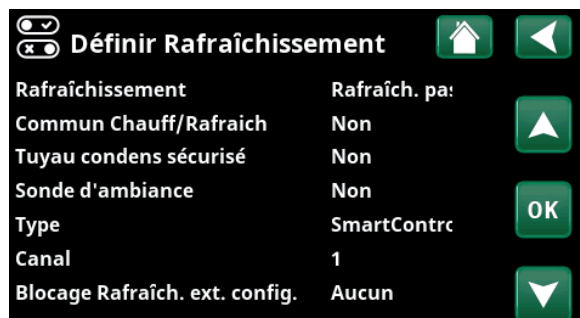 Définir Rafraîchissement
Rafraîchissement Rafraîch. pas
Commun Chauff/Rafraich Non
Tuyau condens sécurisé Non
Sonde d'ambiance Non
Type SmartContro
OK
Canal 1
Blocage Rafraîch. ext. config. Aucun